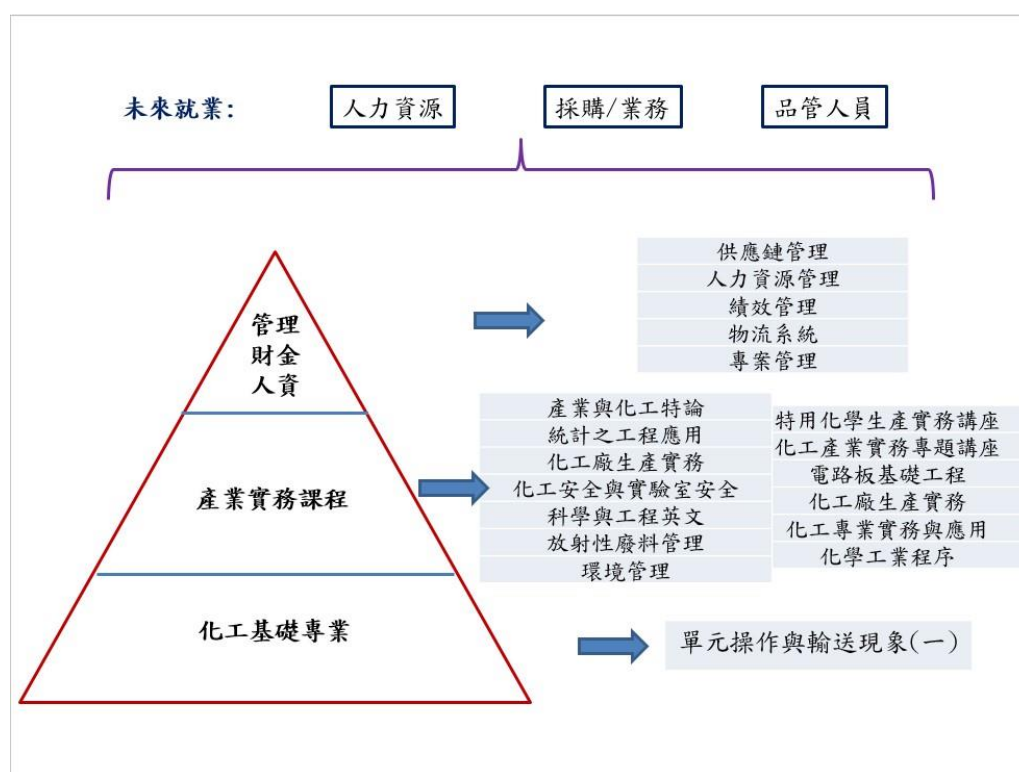 未來就業:
人力資源
採購/業務
品管人員
管理
財金
人資
供應鏈管理
人力資源管理
績效管理
物流系統
專案管理
產業實務課程
產業與化工特論
統計之工程應用
化工廠生產實務
化工安全與實驗室安全
科學與工程英文
放射性廢料管理
環境管理
特用化學生產實務講座
化工產業實務專題講座
電路板基礎工程
化工廠生產實務
化工專業實務與應用
化學工業程序
化工基礎專業
單元操作與輸送現象(一)